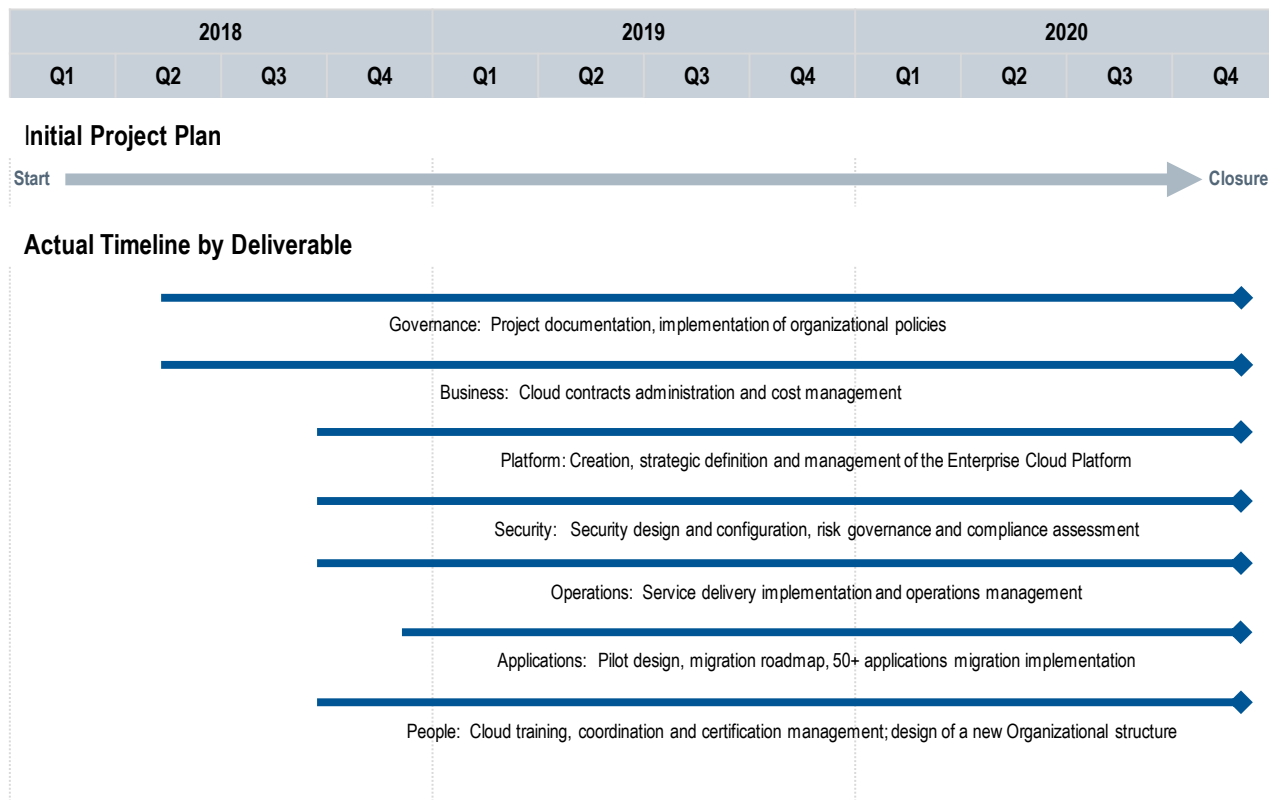 2018 2019 2020
Q1 Q2 Q3 Q4 Q1 Q2 Q3 Q4 Q1 Q2 Q3 Q4
Initial Project Plan
Start Closure
Actual Timeline by Deliverable
Governance: Project documentation, implementation of organizational policies
Business: Cloud contracts administration and cost management
Platform: Creation, strategic definition and management of the Enterprise Cloud Platform
Security: Security design and configuration, risk governance and compliance assessment
Operations: Service delivery implementation and operations management
Applications: Pilot design, migration roadmap, 50+ applications migration implementation
People: Cloud training, coordination and certification management; design of a new Organizational structure